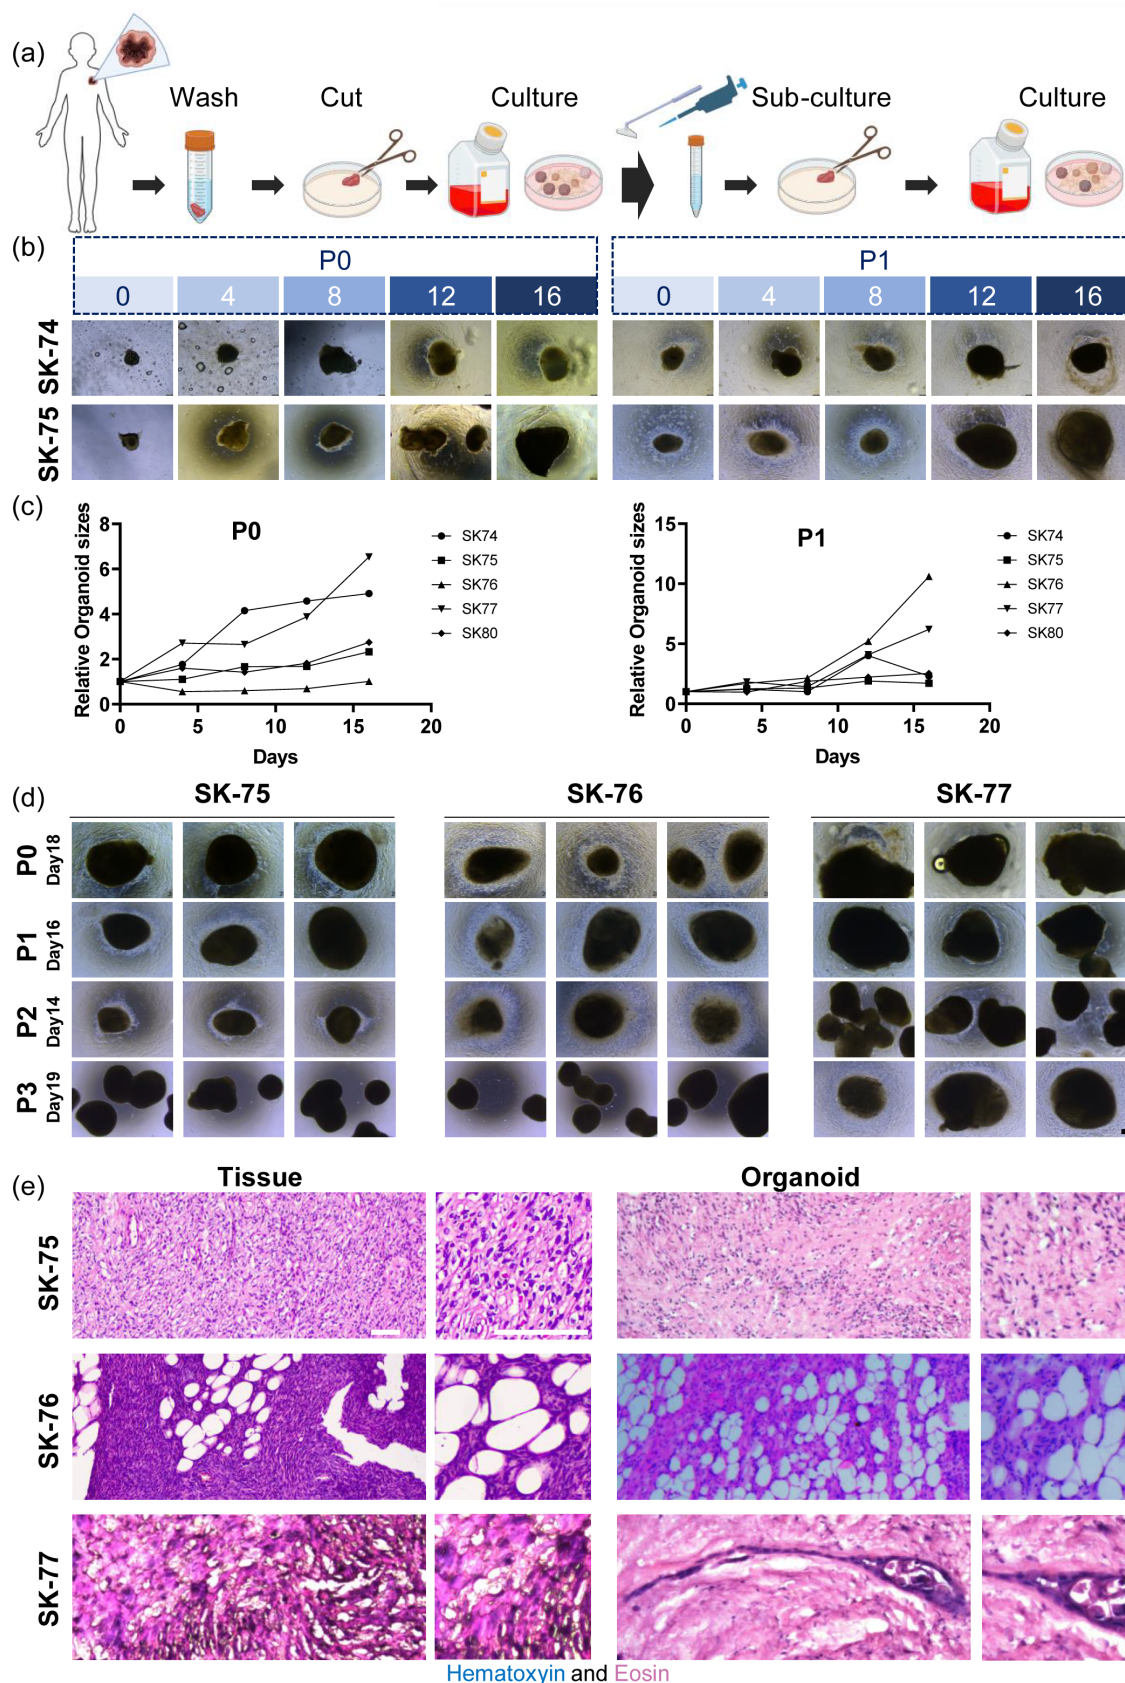 (a)
Wash
Cut
Culture
Sub-culture
Culture
(b)
P0
P1
0 4 8 12 16
0 4 8 12 16
SK-74
SK-75
(c)
P0
Relative Organoid sizes
8
6
4
2
0
0 5 10 15 20
Days
SK74
SK75
SK76
SK77
SK80
P1
Relative Organoid sizes
15
10
5
0
0 5 10 15 20
Days
SK74
SK75
SK76
SK77
SK80
(d)
SK-75
SK-76
SK-77
P0
Day18
P1
Day16
P2
Day14
P3
Day19
(e)
Tissue
Organoid
SK-75
SK-76
SK-77
Hematoxyin and Eosin